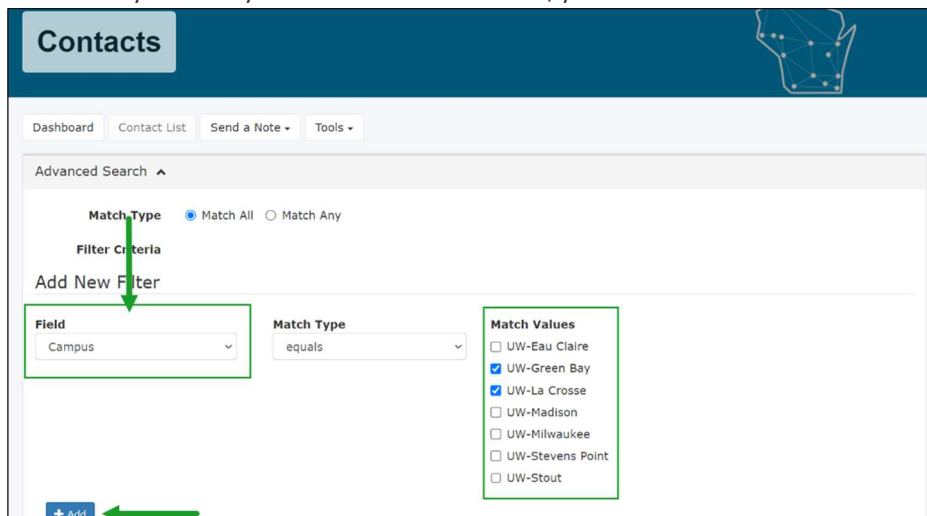 Contacts
Dashboard Contact List Send a Note Tools
Advanced Search
Match Type Match All Match Any
Filter Criteria
Add New Filter
Field Match Type Match Values
Campus equals UW-Eau Claire
UW-Green Bay
UW-La Crosse
UW-Madison
UW-Milwaukee
UW-Stevens Point
UW-Stout
+ Add